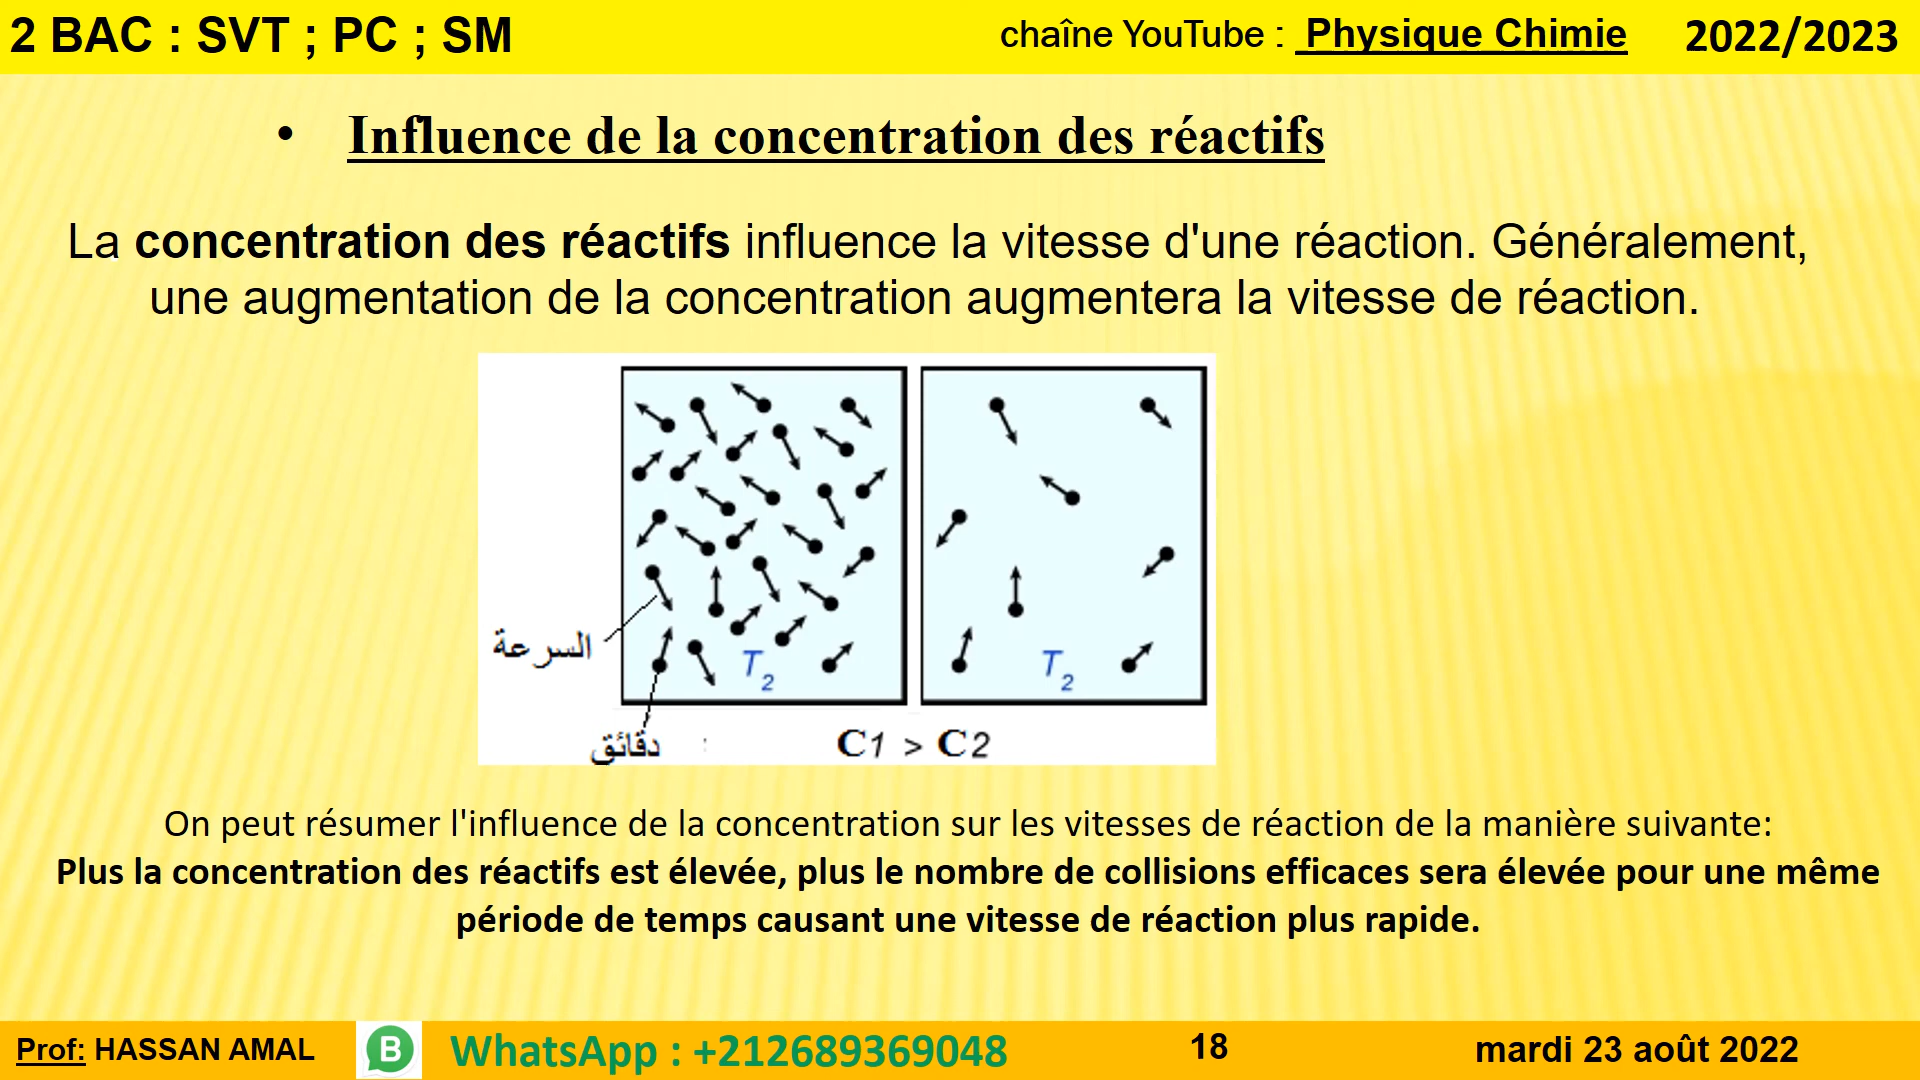 2 BAC : SVT ; PC ; SM
chaîne YouTube : Physique Chimie
2022/2023
• Influence de la concentration des réactifs
La concentration des réactifs influence la vitesse d'une réaction. Généralement,
une augmentation de la concentration augmentera la vitesse de réaction.
السرعة
T2
T2
دقائق :
C1 > C2
On peut résumer l'influence de la concentration sur les vitesses de réaction de la manière suivante:
Plus la concentration des réactifs est élevée, plus le nombre de collisions efficaces sera élevée pour une même
période de temps causant une vitesse de réaction plus rapide.
Prof: HASSAN AMAL
B
WhatsApp : +212689369048
18
mardi 23 août 2022